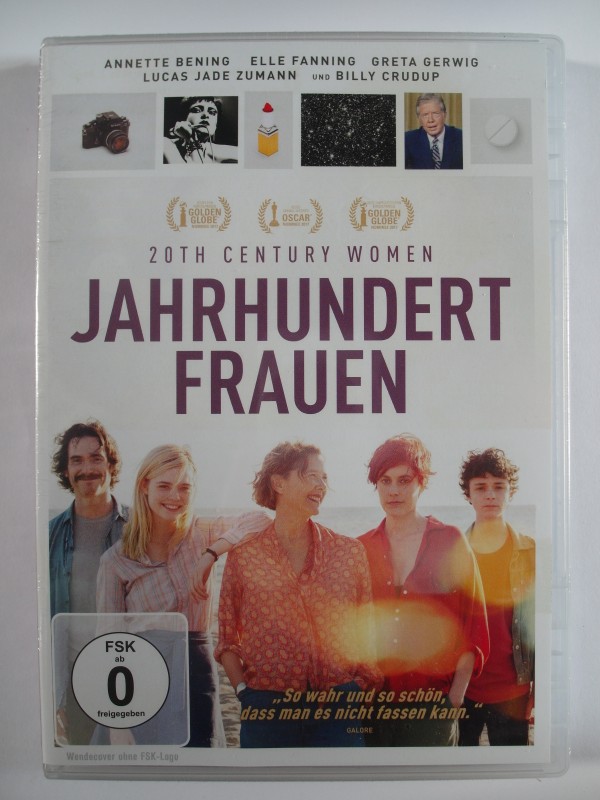 ANNETTE BENING ELLE FANNING GRETA GERWIG
LUCAS JADE ZUMANN UND BILLY CRUDUP
GOLDEN GLOBE
OSCAR
GOLDEN GLOBE
20TH CENTURY WOMEN
JAHRHUNDERT
FRAUEN
FSK
ab
0
freigegeben
„So wahr und so schön,
dass man es nicht fassen kann.“
GALORE
Wendecover ohne FSK-Logo